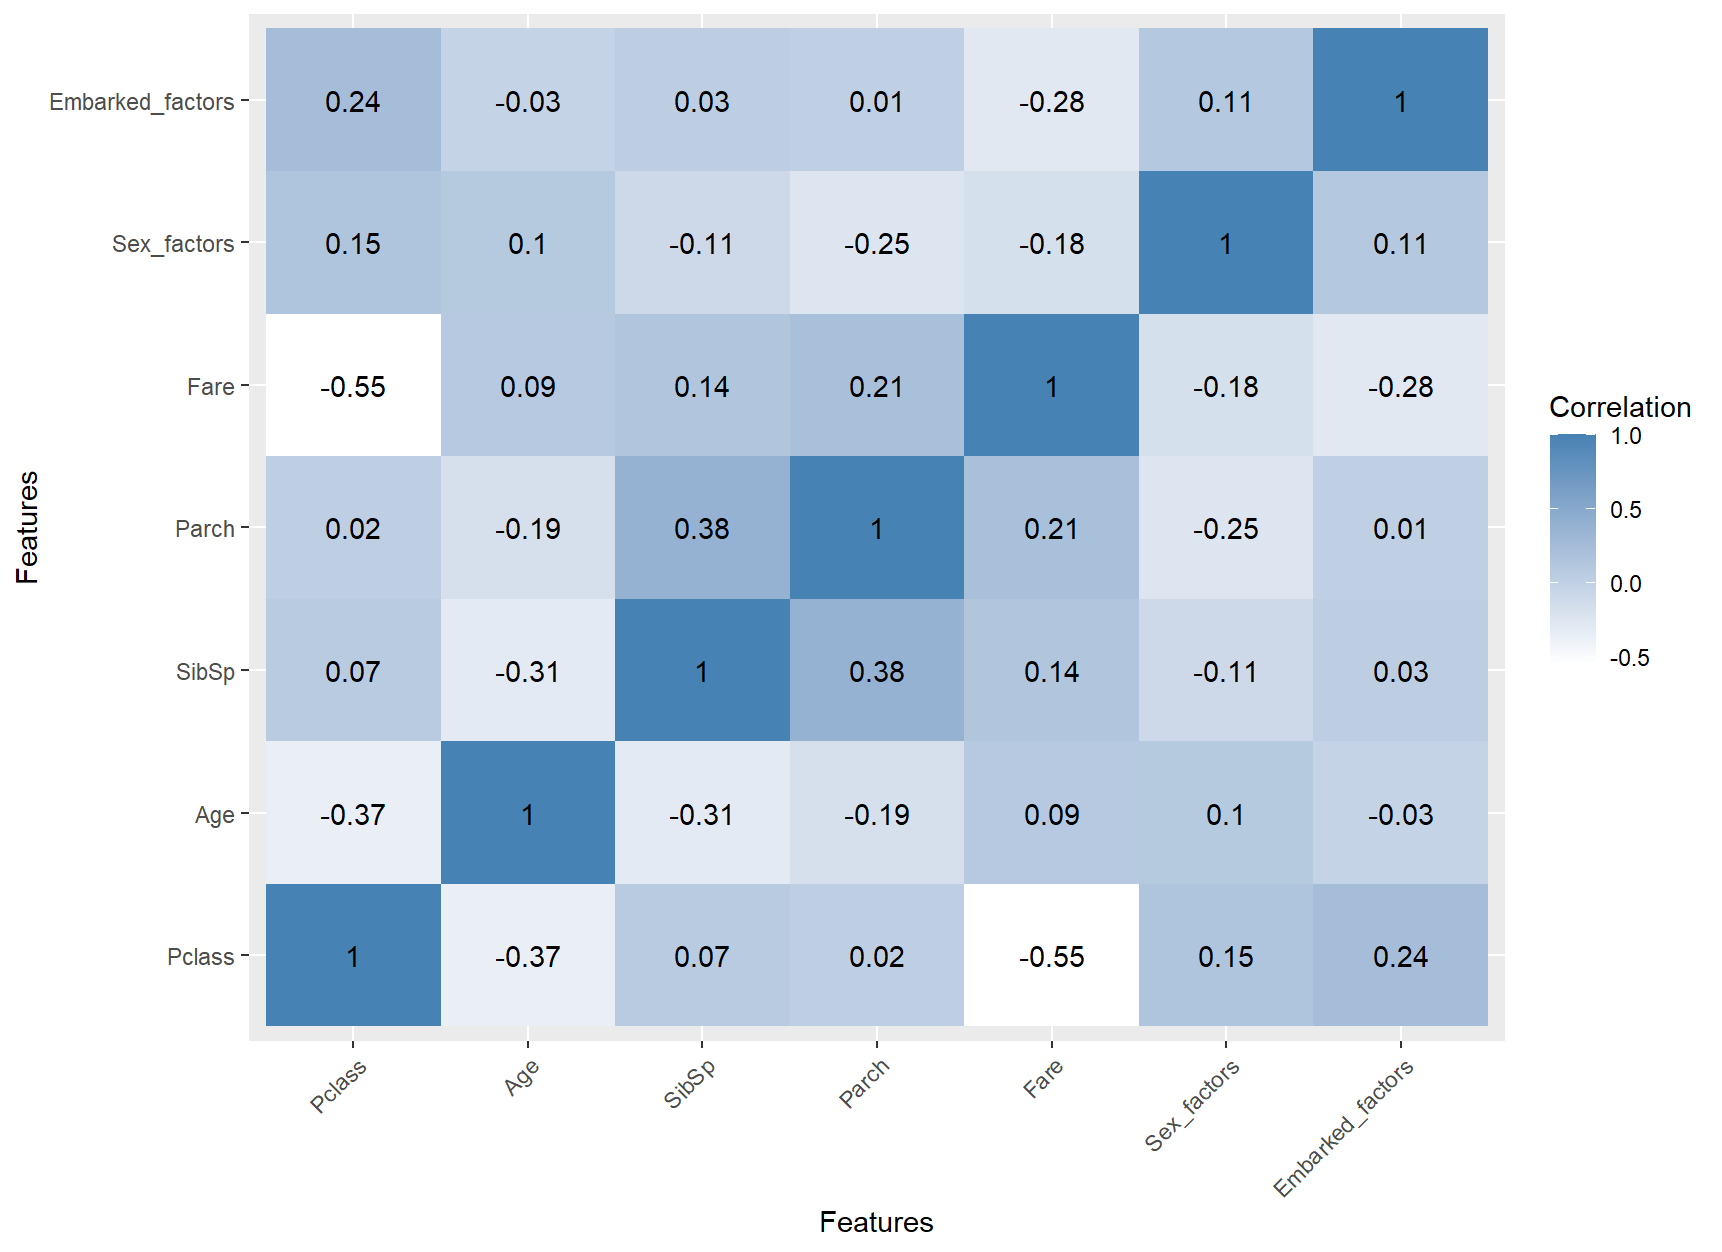 Embarked_factors 0.24 -0.03 0.03 0.01 -0.28 0.11 1
Sex_factors 0.15 0.1 -0.11 -0.25 -0.18 1 0.11
Fare -0.55 0.09 0.14 0.21 1 -0.18 -0.28
Parch 0.02 -0.19 0.38 1 0.21 -0.25 0.01
SibSp 0.07 -0.31 1 0.38 0.14 -0.11 0.03
Age -0.37 1 -0.31 -0.19 0.09 0.1 -0.03
Pclass 1 -0.37 0.07 0.02 -0.55 0.15 0.24
Pclass Age SibSp Parch Fare Sex_factors Embarked_factors
Features
Features
Correlation
1.0
0.5
0.0
-0.5